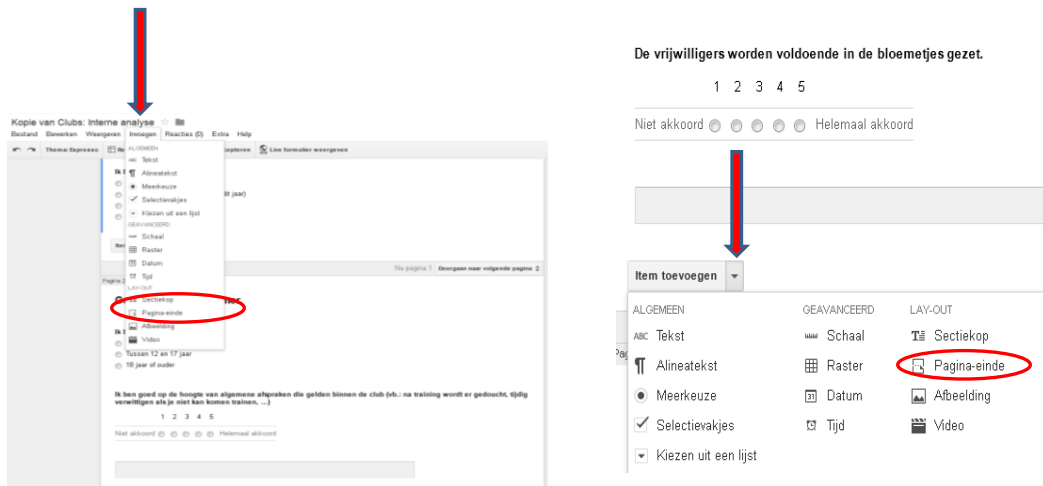 Kopie van Clubs: Interne analyse
Bestand Bewerken Weergeven Invoegen Reacties (0) Extra Help
Thema: Espresso
Live formulier weergeven
ALGEMEEN
ABC Tekst
Alineatekst
Meerkeuze
dit jaar)
Selectievakjes
Kiezen uit een lijst
GEAVANCEERD
Schaal
Raster
Datum
Na pagina 1 Doorgaan naar volgende pagina
Tijd
LAY-OUT
Sectiekop
Pagina-einde
Afbeelding
Video
Tussen 12 en 17 jaar
18 jaar of ouder
Ik ben goed op de hoogte van algemene afspraken die gelden binnen de club (vb.: na training wordt er gedoucht, tijdig
verwittigen als je niet kan komen trainen, ...)
1 2 3 4 5
Niet akkoord Helemaal akkoord
De vrijwilligers worden voldoende in de bloemetjes gezet.
1 2 3 4 5
Niet akkoord Helemaal akkoord
Item toevoegen
ALGEMEEN GEAVANCEERD LAY-OUT
ABC Tekst Schaal Sectiekop
Alineatekst Raster Pagina-einde
Meerkeuze 31 Datum Afbeelding
Selectievakjes Tijd Video
Kiezen uit een lijst